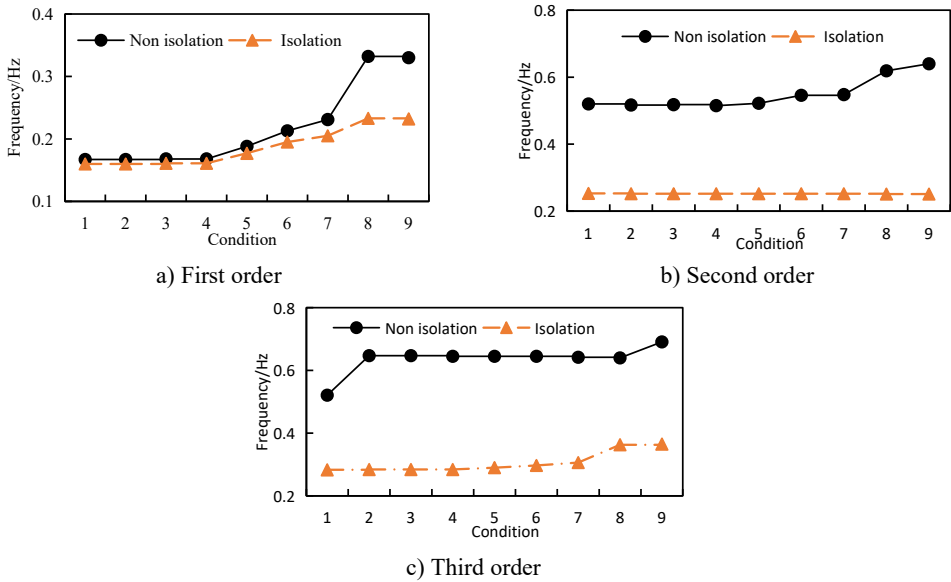 0.4
0.3
0.2
0.1
Frequency/Hz
Non isolation
Isolation
1 2 3 4 5 6 7 8 9
Condition
a) First order
0.8
0.6
0.4
0.2
Frequency/Hz
Non isolation
Isolation
1 2 3 4 5 6 7 8 9
Condition
b) Second order
0.8
0.6
0.4
0.2
Frequency/Hz
Non isolation
Isolation
1 2 3 4 5 6 7 8 9
Condition
c) Third order